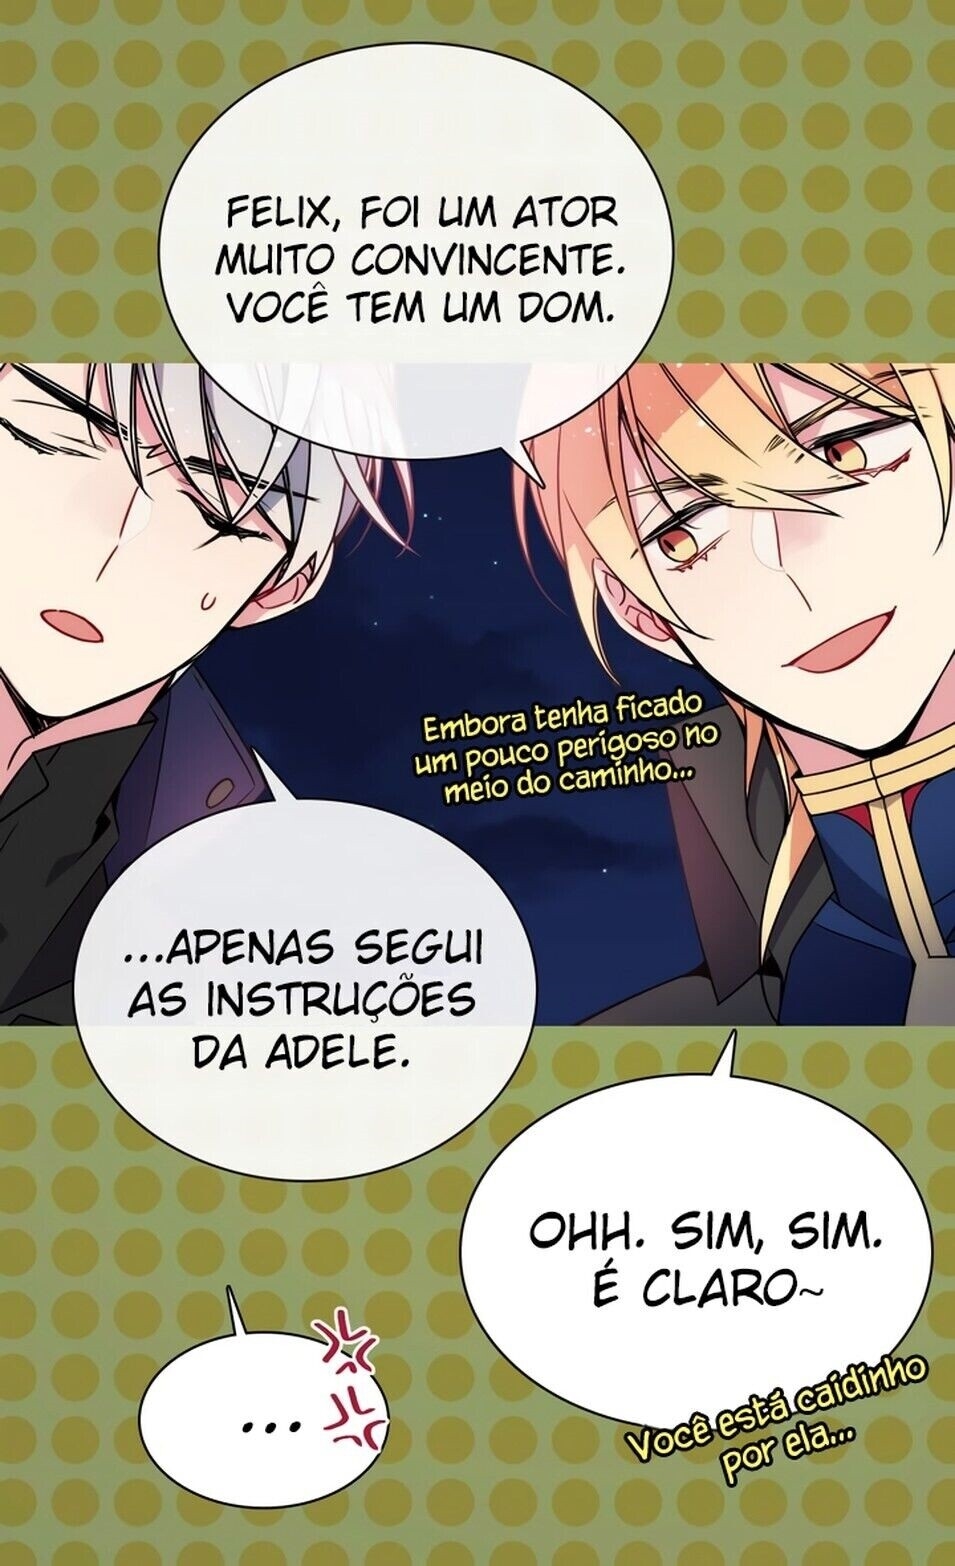 FELIX, FOI UM ATOR
MUITO CONVINCENTE.
VOCÊ TEM UM DOM.
Embora tenha ficado
um pouco perigoso no
meio do caminho...
...APENAS SEGUI
AS INSTRUÇÕES
DA ADELE.
OHH. SIM, SIM.
É CLARO~
Você está caidinho
por ela...
...